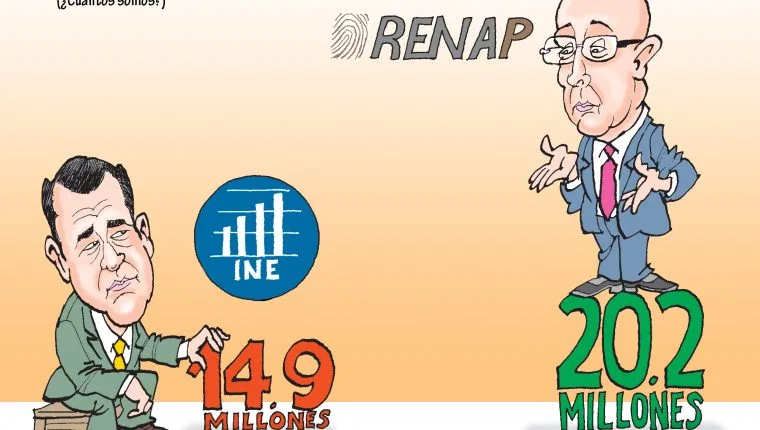 (¿Cuántos somos?)
RENAP
INE
14.9
MILLONES
20.2
MILLONES